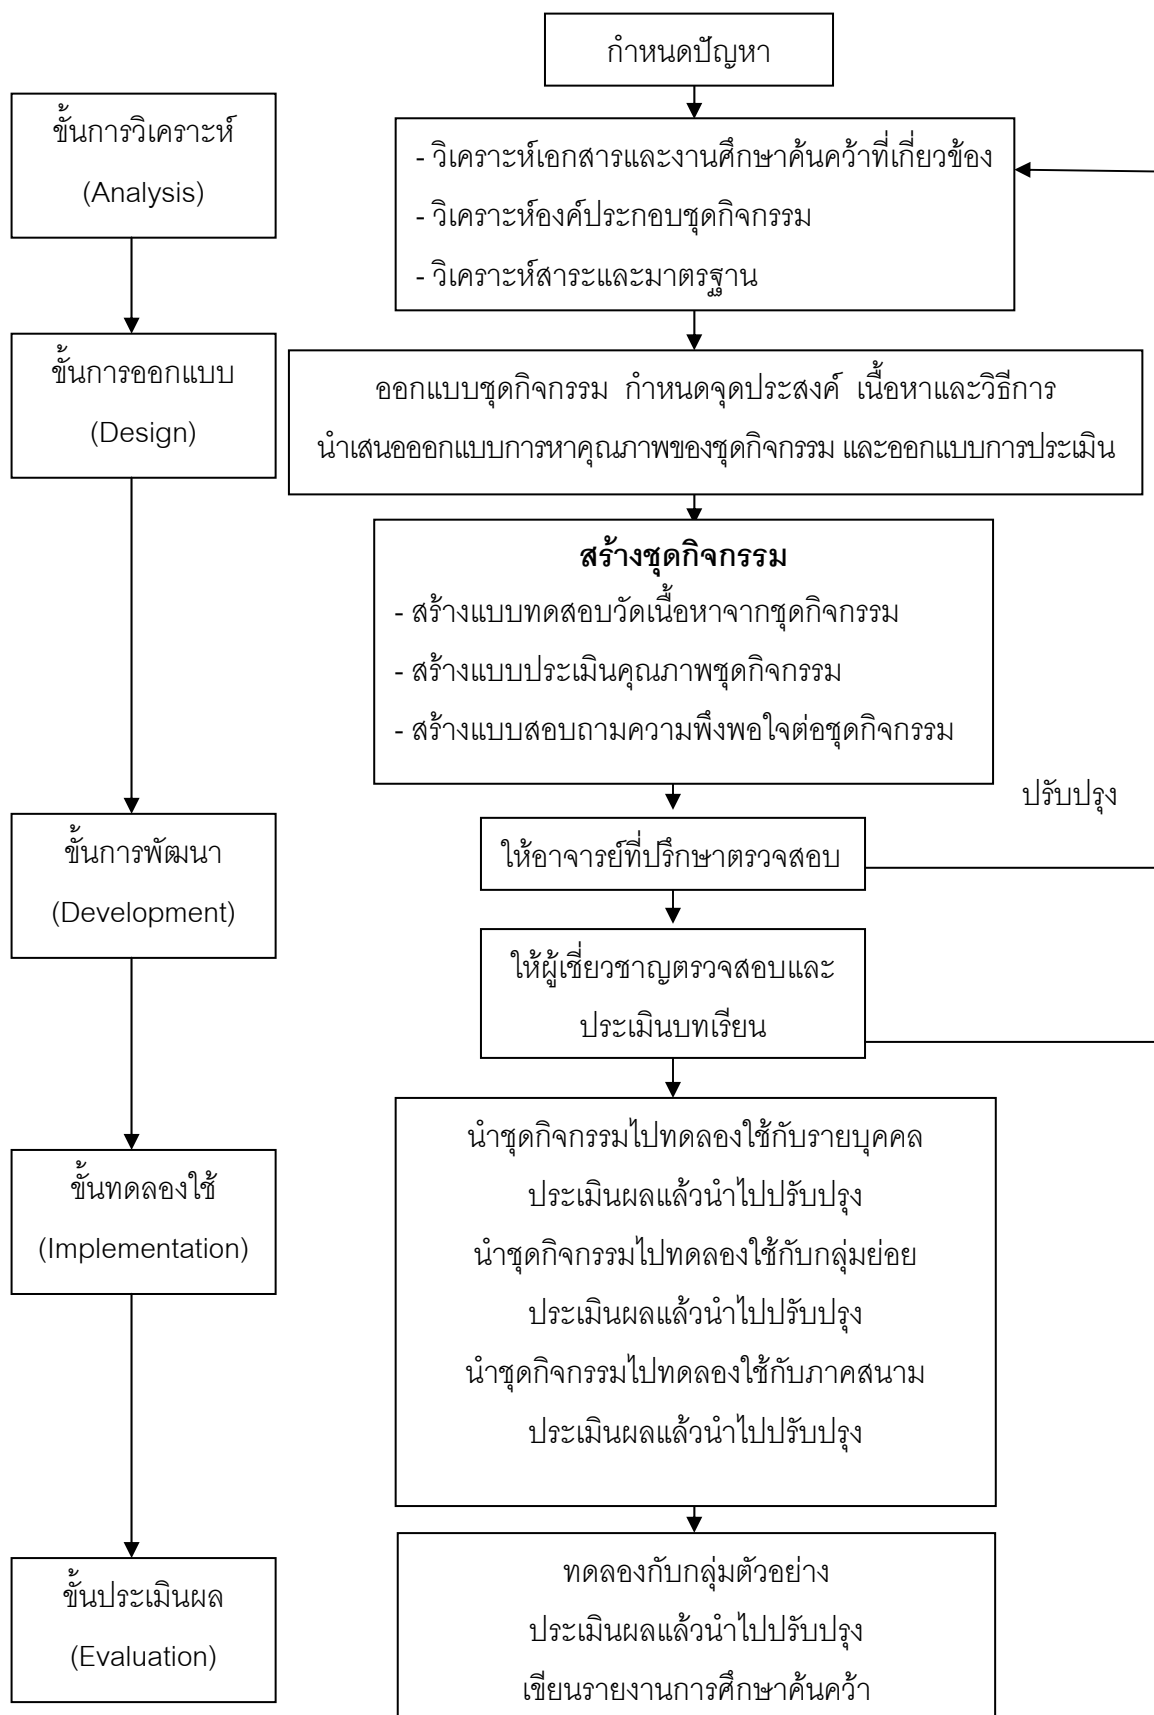 กำหนดปัญหา
ขั้นการวิเคราะห์
(Analysis)
- วิเคราะห์เอกสารและงานศึกษาค้นคว้าที่เกี่ยวข้อง
- วิเคราะห์องค์ประกอบชุดกิจกรรม
- วิเคราะห์สาระและมาตรฐาน
ขั้นการออกแบบ
(Design)
ออกแบบชุดกิจกรรม กำหนดจุดประสงค์ เนื้อหาและวิธีการ
นำเสนอออกแบบการหาคุณภาพของชุดกิจกรรม และออกแบบการประเมิน
สร้างชุดกิจกรรม
- สร้างแบบทดสอบวัดเนื้อหาจากชุดกิจกรรม
- สร้างแบบประเมินคุณภาพชุดกิจกรรม
- สร้างแบบสอบถามความพึงพอใจต่อชุดกิจกรรม
ปรับปรุง
ขั้นการพัฒนา
(Development)
ให้อาจารย์ที่ปรึกษาตรวจสอบ
ให้ผู้เชี่ยวชาญตรวจสอบและ
ประเมินบทเรียน
ขั้นทดลองใช้
(Implementation)
นำชุดกิจกรรมไปทดลองใช้กับรายบุคคล
ประเมินผลแล้วนำไปปรับปรุง
นำชุดกิจกรรมไปทดลองใช้กับกลุ่มย่อย
ประเมินผลแล้วนำไปปรับปรุง
นำชุดกิจกรรมไปทดลองใช้กับภาคสนาม
ประเมินผลแล้วนำไปปรับปรุง
ขั้นประเมินผล
(Evaluation)
ทดลองกับกลุ่มตัวอย่าง
ประเมินผลแล้วนำไปปรับปรุง
เขียนรายงานการศึกษาค้นคว้า